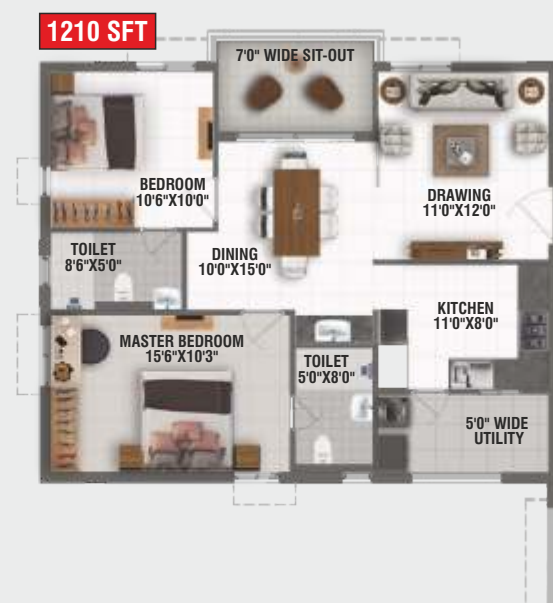 1210 SFT
7'0" WIDE SIT-OUT
BEDROOM
10'6"X10'0"
DRAWING
11'0"X12'0"
TOILET
8'6"X5'0"
DINING
10'0"X15'0"
KITCHEN
11'0"X8'0"
MASTER BEDROOM
15'6"X10'3"
TOILET
5'0"X8'0"
5'0" WIDE
UTILITY